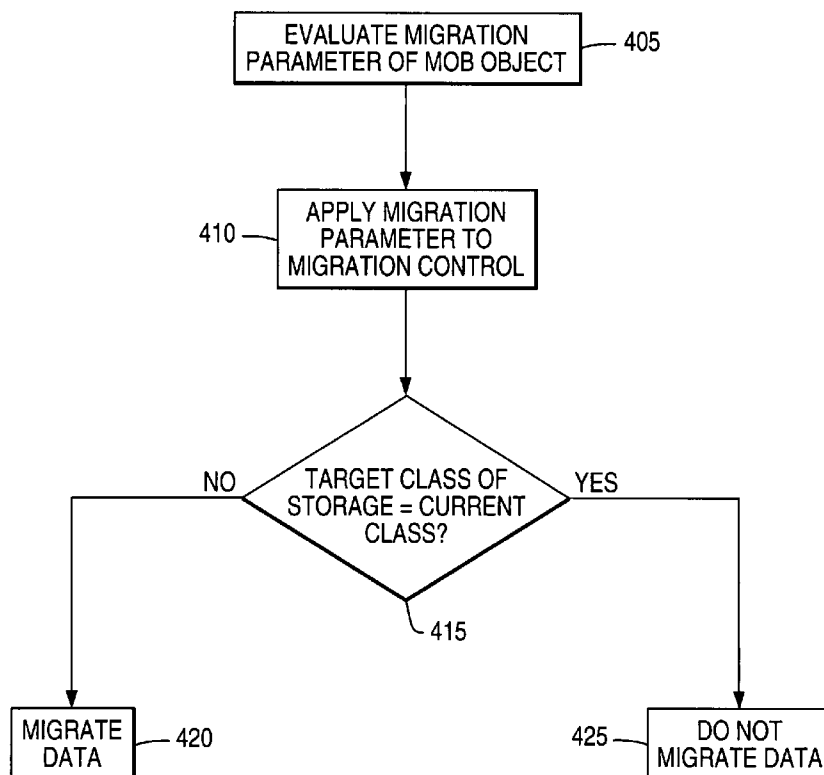 EVALUATE MIGRATION
PARAMETER OF MOB OBJECT
405
410
APPLY MIGRATION
PARAMETER TO
MIGRATION CONTROL
NO
TARGET CLASS OF
STORAGE = CURRENT
CLASS?
YES
415
MIGRATE
DATA
420
425
DO NOT
MIGRATE DATA